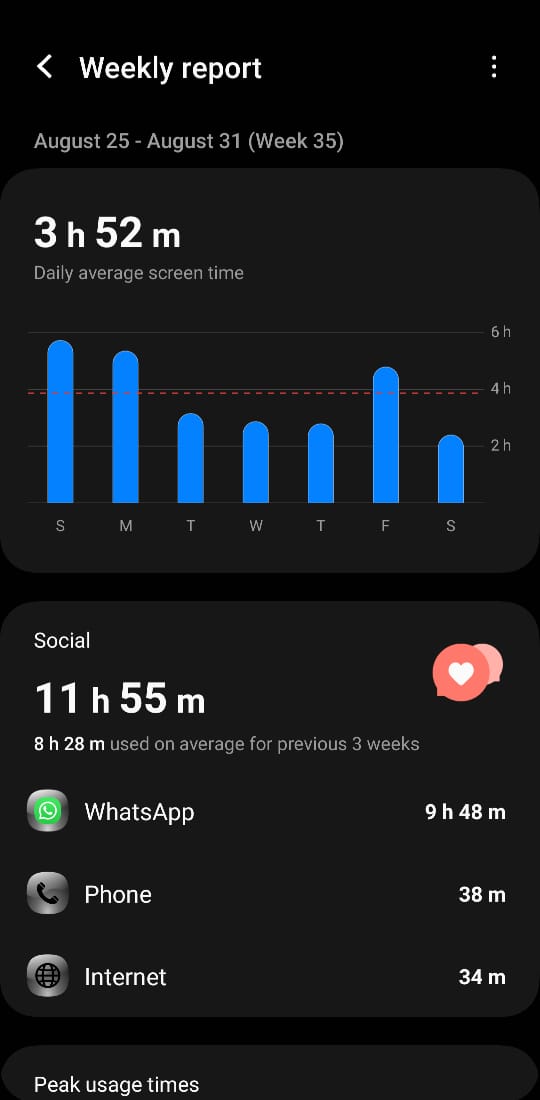 Weekly report
August 25 - August 31 (Week 35)
3 h 52 m
Daily average screen time
6 h
4 h
2 h
S M T W T F S
Social
11 h 55 m
8 h 28 m used on average for previous 3 weeks
WhatsApp 9 h 48 m
Phone 38 m
Internet 34 m
Peak usage times